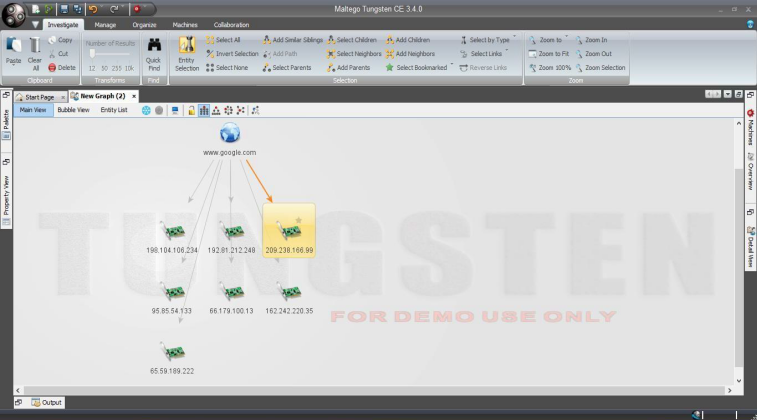 Maltego Tungsten CE 3.4.0
Investigate Manage Organize Machines Collaboration
Paste Clear All Copy Cut Delete
Clipboard
Number of Results
12 50 255 10k
Transforms
Quick Find
Find
Entity Selection
Select All Add Similar Siblings Select Children Add Children Select by Type
Invert Selection Add Path Select Neighbors Add Neighbors Select Links
Select None Select Parents Add Parents Select Bookmarked Reverse Links
Selection
Zoom to Zoom In
Zoom to Fit Zoom Out
Zoom 100% Zoom Selection
Zoom
Start Page New Graph (2)
Main View Bubble View Entity List
Palette
Property View
Machines
Overview
Detail View
www.google.com
198.104.106.234 192.81.212.248 209.238.166.99
95.85.54.133 66.179.100.13 162.242.220.35
65.59.189.222
TUNGSTEN
FOR DEMO USE ONLY
Output